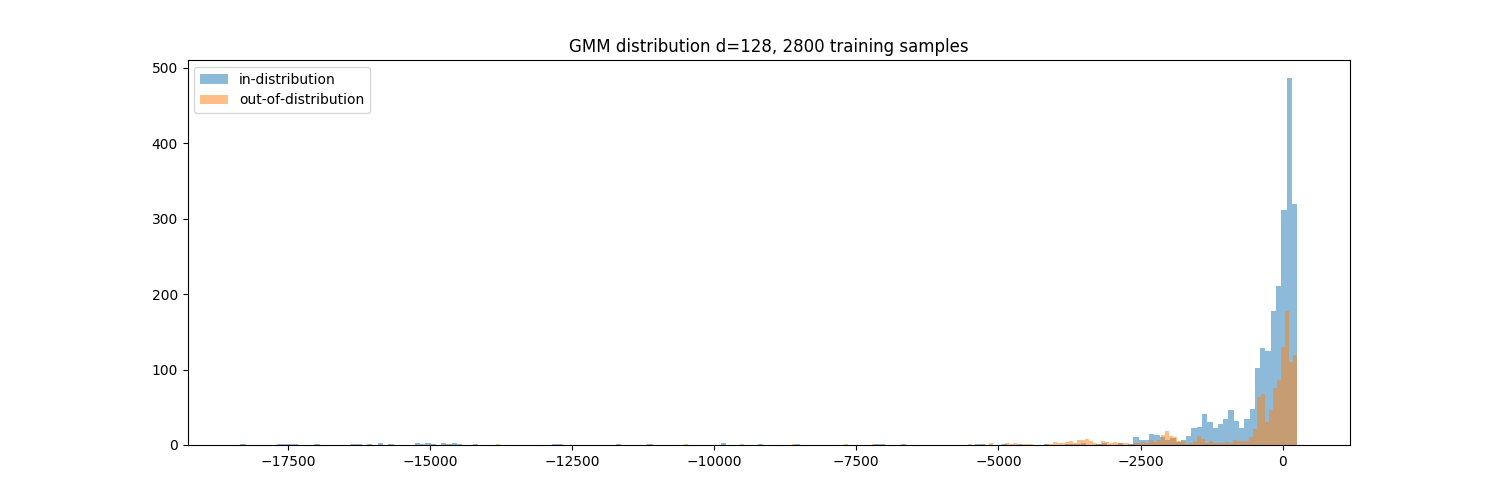 GMM distribution d=128, 2800 training samples
in-distribution
out-of-distribution
500
400
300
200
100
0
−17500 −15000 −12500 −10000 −7500 −5000 −2500 0